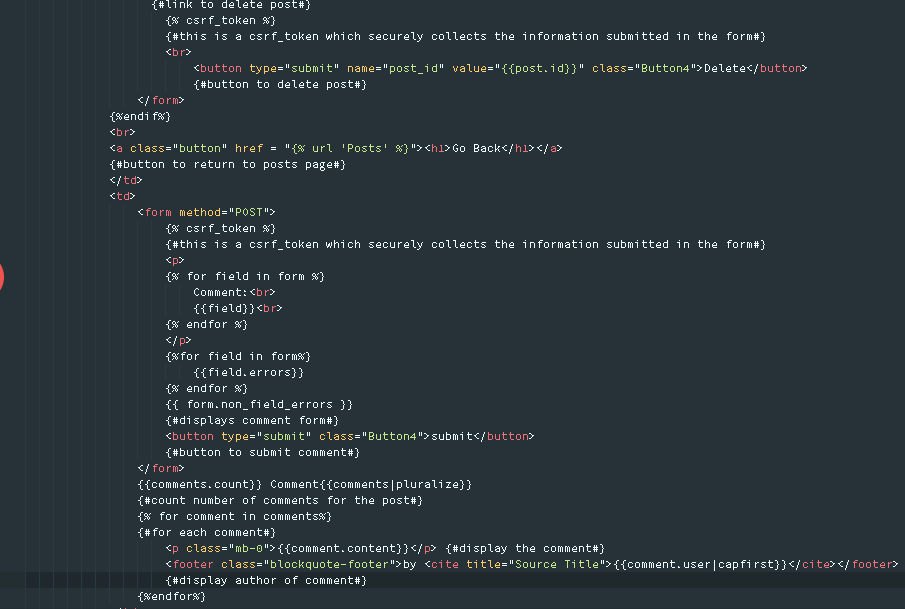 {#link to delete post#}
{% csrf_token %}
{#this is a csrf_token which securely collects the information submitted in the form#}
<br>
<button type="submit" name="post_id" value="{{post.id}}" class="Button4">Delete</button>
{#button to delete post#}
</form>
{%endif%}
<br>
<a class="button" href = "{% url 'Posts' %}"><h1>Go Back</h1></a>
{#button to return to posts page#}
</td>
<td>
<form method="POST">
{% csrf_token %}
{#this is a csrf_token which securely collects the information submitted in the form#}
<p>
{% for field in form %}
Comment:<br>
{{field}}<br>
{% endfor %}
</p>
{%for field in form%}
{{field.errors}}
{% endfor %}
{{ form.non_field_errors }}
{#displays comment form#}
<button type="submit" class="Button4">submit</button>
{#button to submit comment#}
</form>
{{comments.count}} Comment{{comments|pluralize}}
{#count number of comments for the post#}
{% for comment in comments%}
{#for each comment#}
<p class="mb-0">{{comment.content}}</p> {#display the comment#}
<footer class="blockquote-footer">by <cite title="Source Title">{{comment.user|capfirst}}</cite></footer>
{#display author of comment#}
{%endfor%}